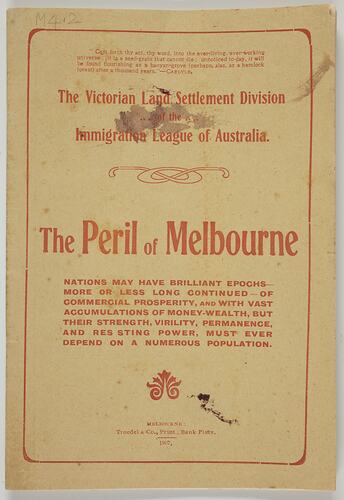 M412
" Cast forth thy act, thy word, into the ever-living, ever-working
universe: it is a seed-grain that cannot die; unnoticed to-day, it will
be found flourishing as a banyan-grove (perhaps, alas, as a hemlock
forest) after a thousand years." —CARLYLE.
The Victorian Land Settlement Division
... of the ...
Immigration League of Australia.
The Peril of Melbourne
NATIONS MAY HAVE BRILLIANT EPOCHS—
MORE OR LESS LONG CONTINUED—OF
COMMERCIAL PROSPERITY, AND WITH VAST
ACCUMULATIONS OF MONEY-WEALTH, BUT
THEIR STRENGTH, VIRILITY, PERMANENCE,
AND RES STING POWER, MUST EVER
DEPEND ON A NUMEROUS POPULATION.
MELBOURNE:
Troedel & Co., Print., Bank Place.
1907.